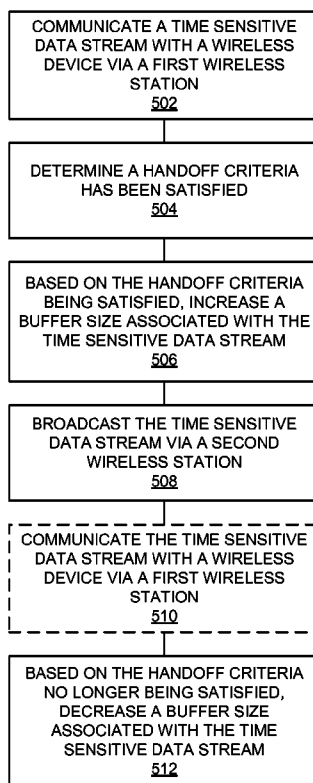 COMMUNICATE A TIME SENSITIVE
DATA STREAM WITH A WIRELESS
DEVICE VIA A FIRST WIRELESS
STATION
502
DETERMINE A HANDOFF CRITERIA
HAS BEEN SATISFIED
504
BASED ON THE HANDOFF CRITERIA
BEING SATISFIED, INCREASE A
BUFFER SIZE ASSOCIATED WITH THE
TIME SENSITIVE DATA STREAM
506
BROADCAST THE TIME SENSITIVE
DATA STREAM VIA A SECOND
WIRELESS STATION
508
COMMUNICATE THE TIME SENSITIVE
DATA STREAM WITH A WIRELESS
DEVICE VIA A FIRST WIRELESS
STATION
510
BASED ON THE HANDOFF CRITERIA
NO LONGER BEING SATISFIED,
DECREASE A BUFFER SIZE
ASSOCIATED WITH THE TIME
SENSITIVE DATA STREAM
512